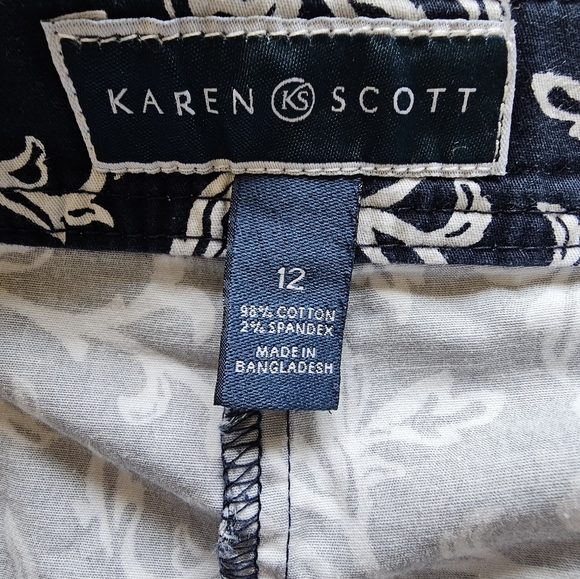 KAREN KS SCOTT
12
98% COTTON
2% SPANDEX
MADE IN
BANGLADESH